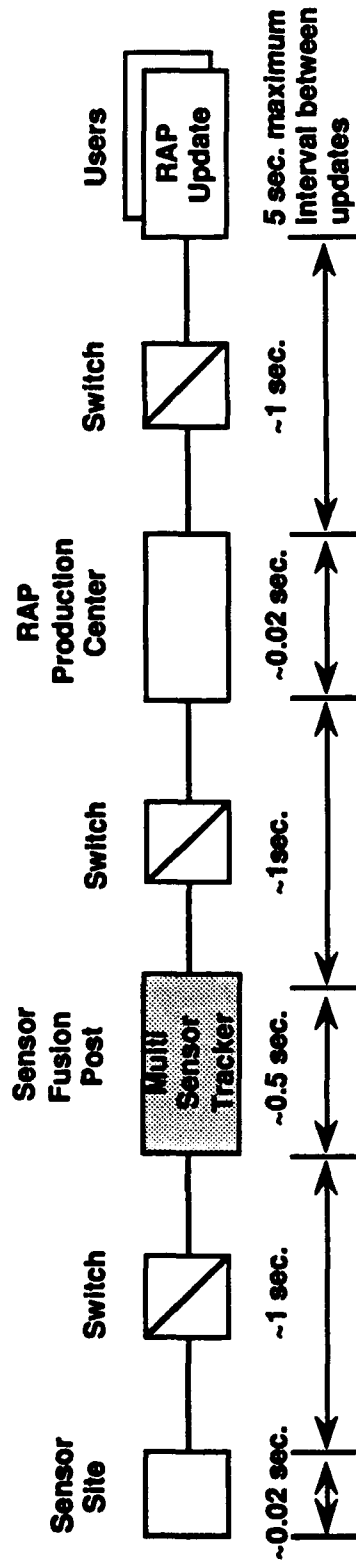 Sensor
Site
Switch
Sensor
Fusion
Post
Multi
Sensor
Tracker
Switch
RAP
Production
Center
Switch
Users
RAP
Update
~0.02 sec.
~1 sec.
~0.5 sec.
~1sec.
~0.02 sec.
~1 sec.
5 sec. maximum
interval between
updates